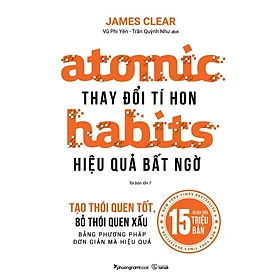 JAMES CLEAR
Vũ Phi Yên - Trần Quỳnh Như dịch
atomic
THAY ĐỔI TÍ HON
habits
HIỆU QUẢ BẤT NGỜ
Tái bản lần 7
TẠO THÓI QUEN TỐT,
BỎ THÓI QUEN XẤU
BẰNG PHƯƠNG PHÁP
ĐƠN GIẢN MÀ HIỆU QUẢ
15
TRIỆU
BẢN
phuongnambook